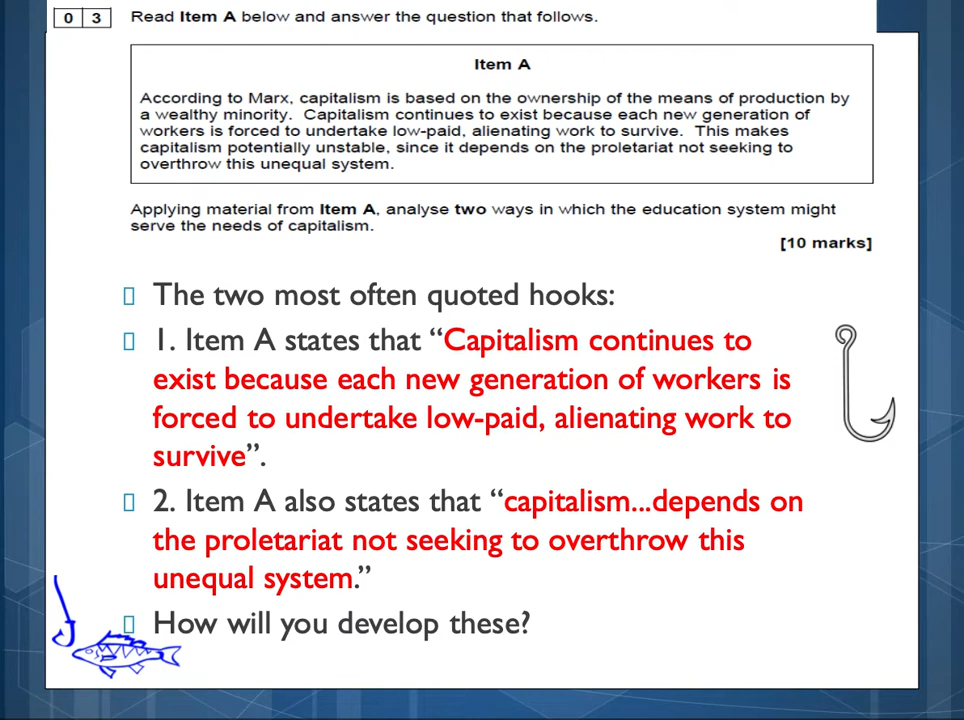 0 3 Read Item A below and answer the question that follows.
Item A
According to Marx, capitalism is based on the ownership of the means of production by
a wealthy minority. Capitalism continues to exist because each new generation of
workers is forced to undertake low-paid, alienating work to survive. This makes
capitalism potentially unstable, since it depends on the proletariat not seeking to
overthrow this unequal system.
Applying material from Item A, analyse two ways in which the education system might
serve the needs of capitalism.
[10 marks]
The two most often quoted hooks:
1. Item A states that “Capitalism continues to
exist because each new generation of workers is
forced to undertake low-paid, alienating work to
survive”.
2. Item A also states that “capitalism...depends on
the proletariat not seeking to overthrow this
unequal system.”
How will you develop these?